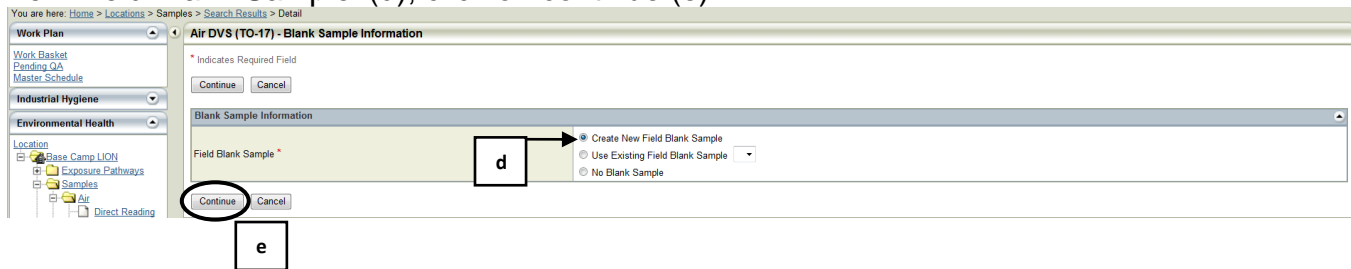 You are here: Home > Locations > Samples > Search Results > Detail
Work Plan
Air DVS (TO-17) - Blank Sample Information
Work Basket
Pending QA
Master Schedule
* Indicates Required Field
Continue Cancel
Industrial Hygiene
Environmental Health
Blank Sample Information
Location
Base Camp LION
Exposure Pathways
Samples
Air
Direct Reading
Field Blank Sample *
d
Create New Field Blank Sample
Use Existing Field Blank Sample
No Blank Sample
Continue Cancel
e